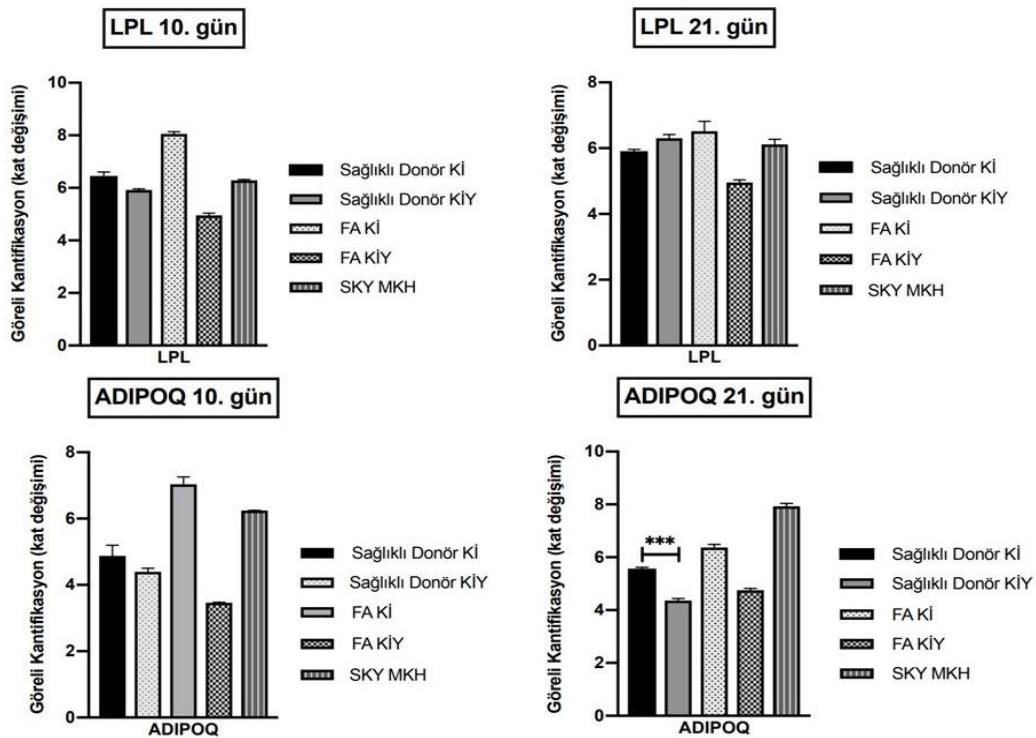 LPL 10. gün
Göreli Kantifikasyon (kat değişimi)
10
8
6
4
2
0
LPL
Sağlıklı Donör Kİ
Sağlıklı Donör KİY
FA Kİ
FA KİY
SKY MKH
LPL 21. gün
Göreli Kantifikasyon (kat değişimi)
8
6
4
2
0
LPL
Sağlıklı Donör Kİ
Sağlıklı Donör KİY
FA Kİ
FA KİY
SKY MKH
ADIPOQ 10. gün
Göreli Kantifikasyon (kat değişimi)
8
6
4
2
0
ADIPOQ
Sağlıklı Donör Kİ
Sağlıklı Donör KİY
FA Kİ
FA KİY
SKY MKH
ADIPOQ 21. gün
Göreli Kantifikasyon (kat değişimi)
10
8
6
4
2
0
***
ADIPOQ
Sağlıklı Donör Kİ
Sağlıklı Donör KİY
FA Kİ
FA KİY
SKY MKH